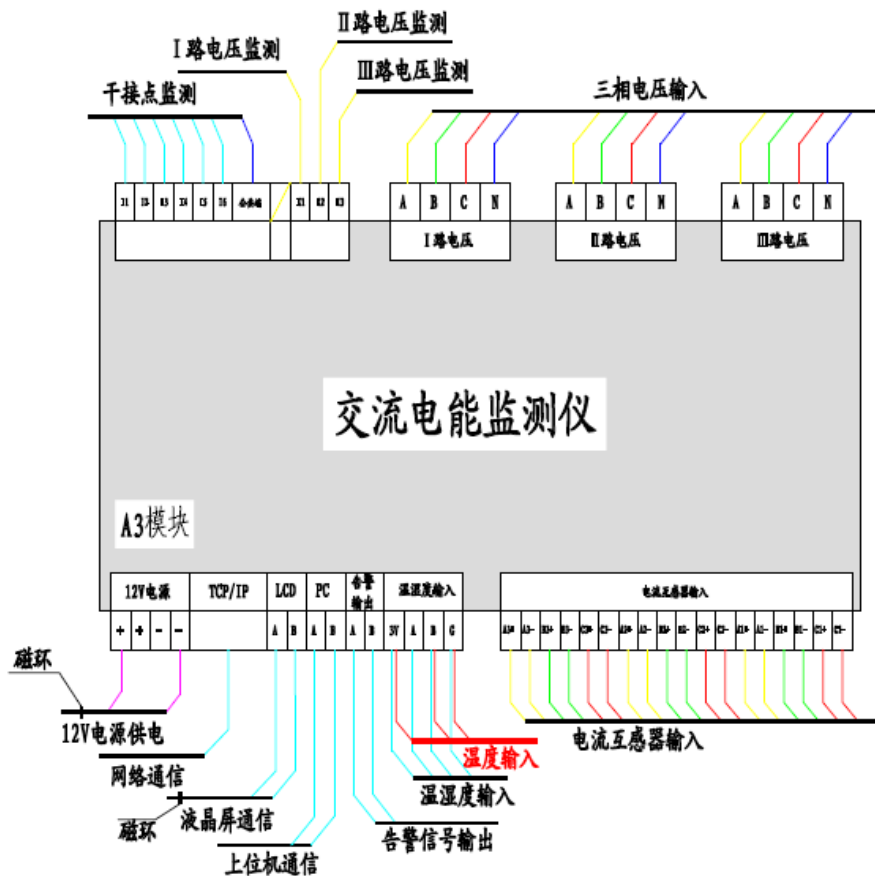 II路电压监测
I路电压监测
III路电压监测
干接点监测
三相电压输入
公共端
A B C N
A B C N
A B C N
I路电压
II路电压
III路电压
交流电能监测仪
A3模块
12V电源 TCP/IP LCD PC 告警输出 温湿度输入
电流互感器输入
+ + - - A B A B A B 5V A B G
磁环
12V电源供电
网络通信
磁环
液晶屏通信
上位机通信
温度输入
温湿度输入
告警信号输出
电流互感器输入